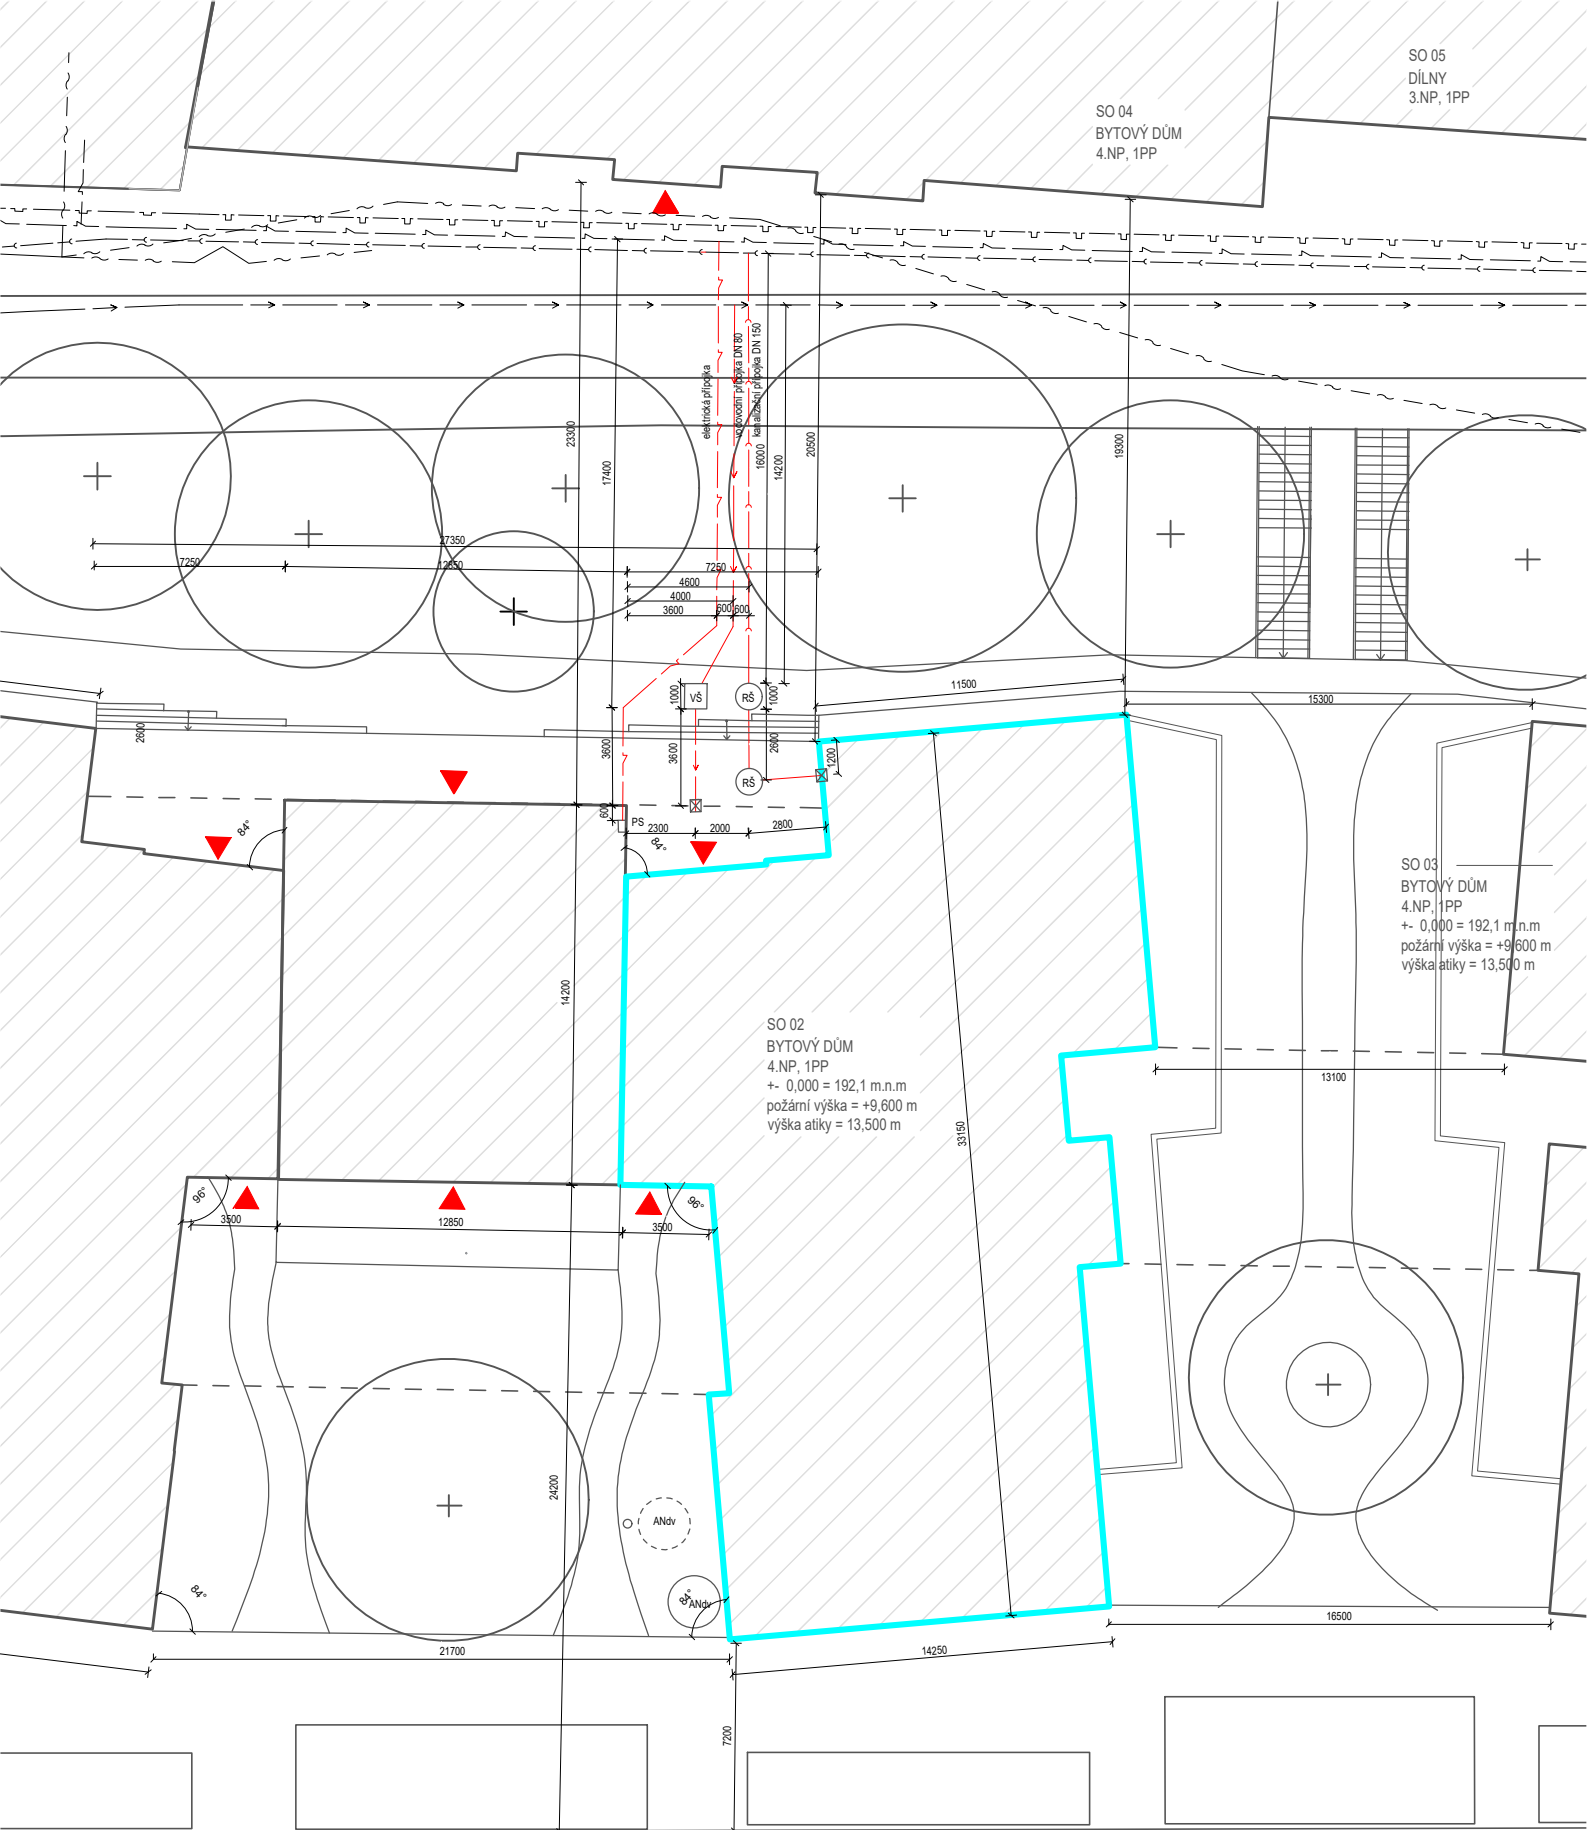 SO 05
DÍLNY
3.NP, 1PP
SO 04
BYTOVÝ DŮM
4.NP, 1PP
elektrická přípojka
vodovodní přípojka DN 80
kanalizační přípojka DN 150
23300
17400
16000
14200
20500
19300
27350
7250
12850
7250
4600
4000
3600
600
600
11500
15300
1000
VŠ
RŠ
1000
2600
3600
3600
2600
1200
RŠ
600
PS
2300
2000
2800
84°
84°
SO 03
BYTOVÝ DŮM
4.NP, 1PP
+- 0,000 = 192,1 m.n.m
požární výška = +9,600 m
výška atiky = 13,500 m
14200
SO 02
BYTOVÝ DŮM
4.NP, 1PP
+- 0,000 = 192,1 m.n.m
požární výška = +9,600 m
výška atiky = 13,500 m
33150
13100
96°
96°
3500
12850
3500
24200
ANdv
84°
84°
ANdv
16500
21700
14250
7200